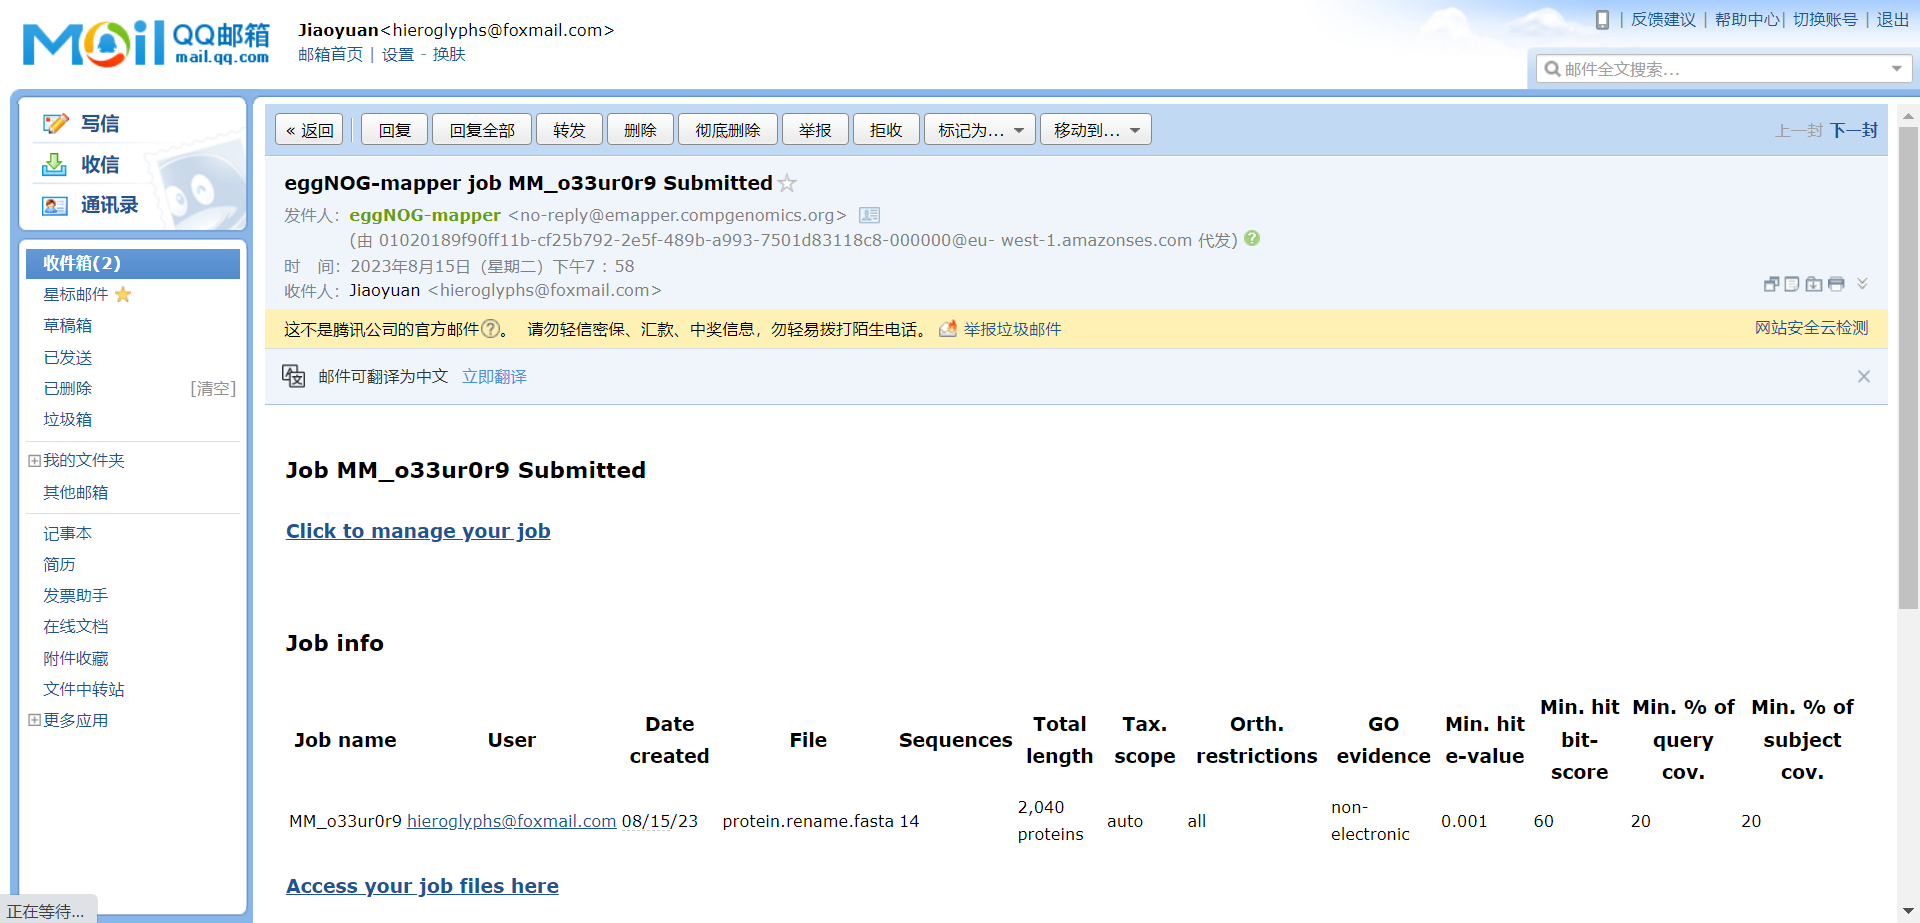 Mail QQ邮箱 mail.qq.com
Jiaoyuan<hieroglyphs@foxmail.com>
邮箱首页 | 设置 - 换肤
| 反馈建议 | 帮助中心 | 切换账号 | 退出
邮件全文搜索...
写信
收信
通讯录
收件箱(2)
星标邮件
草稿箱
已发送
已删除 [清空]
垃圾箱
我的文件夹
其他邮箱
记事本
简历
发票助手
在线文档
附件收藏
文件中转站
更多应用
正在等待...
« 返回 回复 回复全部 转发 删除 彻底删除 举报 拒收 标记为... 移动到... 上一封 下一封
eggNOG-mapper job MM_o33ur0r9 Submitted
发件人： eggNOG-mapper <no-reply@emapper.compgenomics.org>
(由 01020189f90ff11b-cf25b792-2e5f-489b-a993-7501d83118c8-000000@eu- west-1.amazonses.com 代发)
时 间： 2023年8月15日（星期二）下午7：58
收件人： Jiaoyuan <hieroglyphs@foxmail.com>
这不是腾讯公司的官方邮件。 请勿轻信密保、汇款、中奖信息，勿轻易拨打陌生电话。 举报垃圾邮件 网站安全云检测
邮件可翻译为中文 立即翻译
Job MM_o33ur0r9 Submitted
Click to manage your job
Job info
Job name User Date created File Sequences Total length Tax. scope Orth. restrictions GO evidence Min. hit e-value Min. hit bit-score Min. % of query cov. Min. % of subject cov.
MM_o33ur0r9 hieroglyphs@foxmail.com 08/15/23 protein.rename.fasta 14 2,040 proteins auto all non-electronic 0.001 60 20 20
Access your job files here